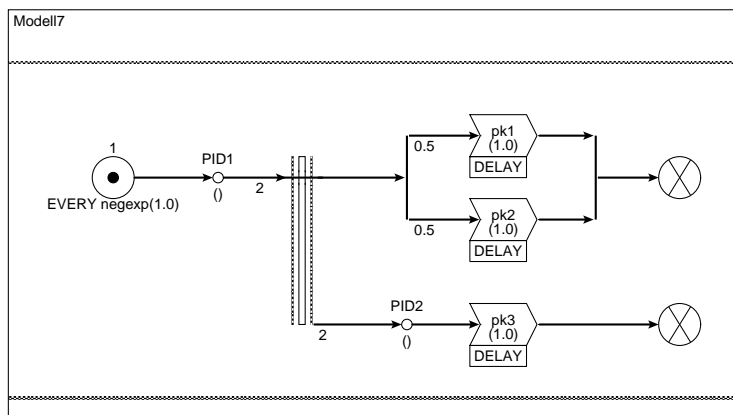 Modell7
1
EVERY negexp(1.0)
PID1
()
2
0.5
pk1
(1.0)
DELAY
0.5
pk2
(1.0)
DELAY
2
PID2
()
pk3
(1.0)
DELAY